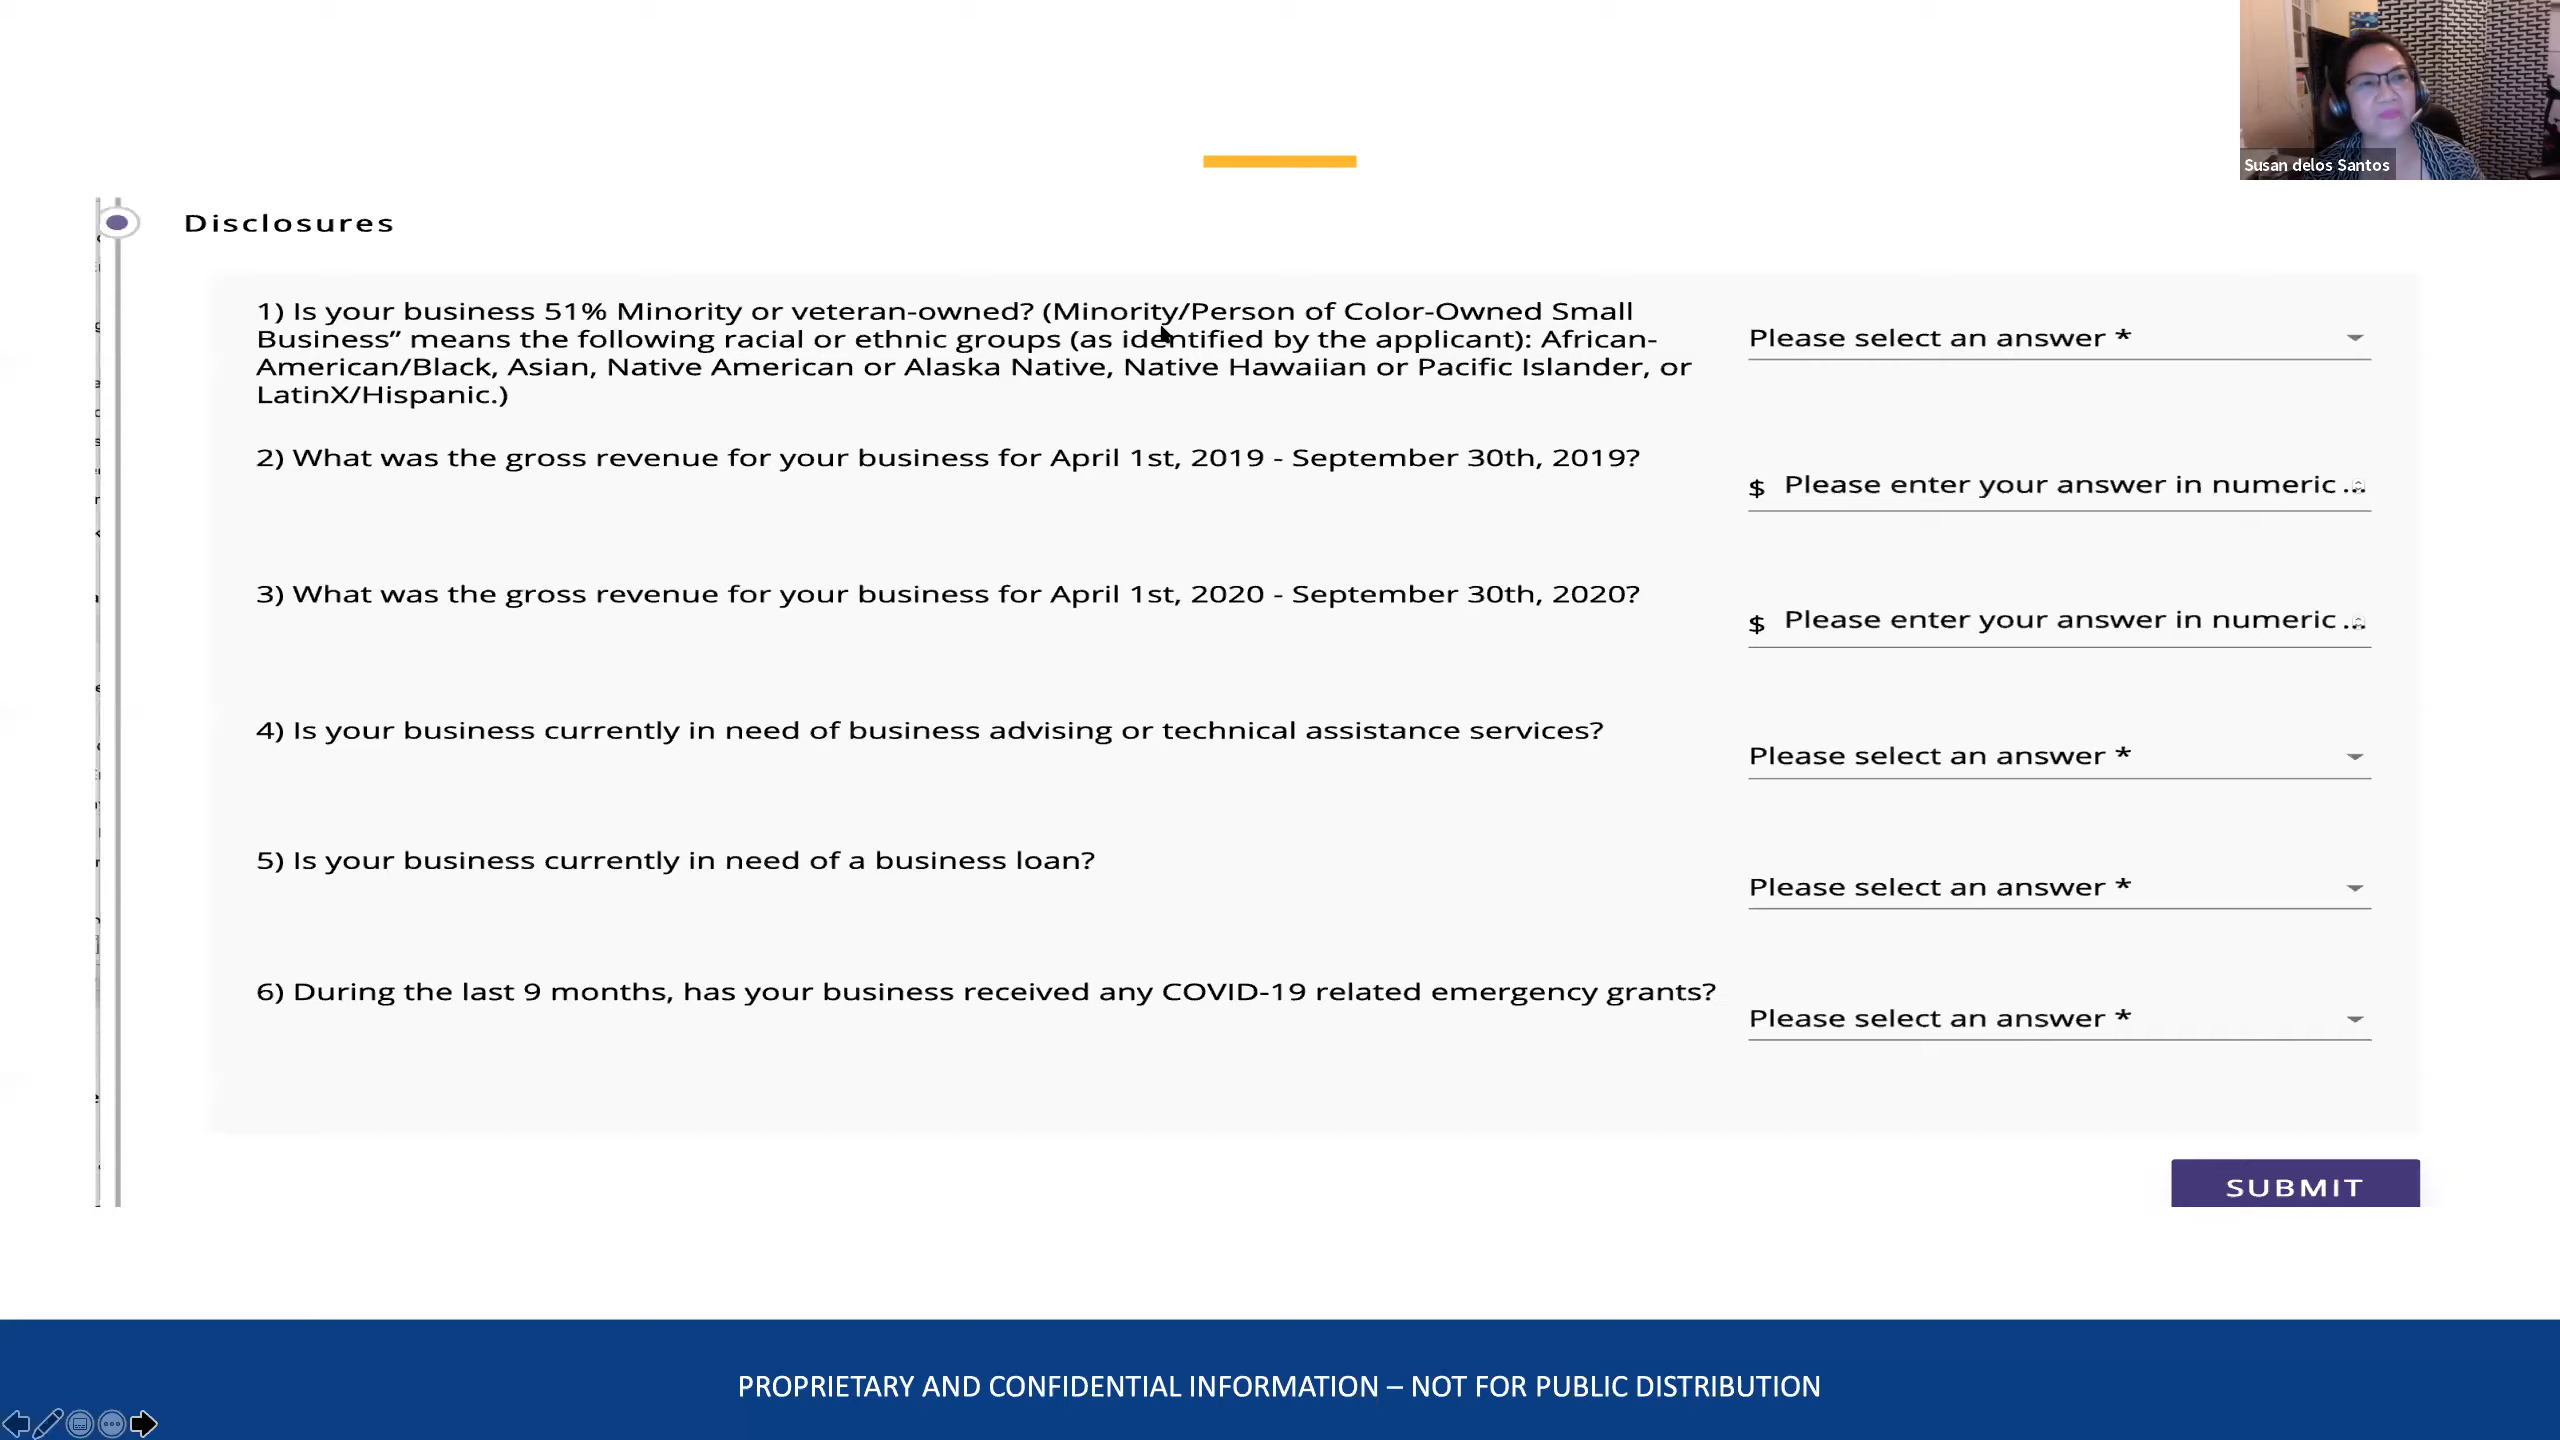 Susan delos Santos
Disclosures
1) Is your business 51% Minority or veteran-owned? (Minority/Person of Color-Owned Small
Business” means the following racial or ethnic groups (as identified by the applicant): African-
American/Black, Asian, Native American or Alaska Native, Native Hawaiian or Pacific Islander, or
LatinX/Hispanic.)
Please select an answer *
2) What was the gross revenue for your business for April 1st, 2019 - September 30th, 2019?
$ Please enter your answer in numeric ...
3) What was the gross revenue for your business for April 1st, 2020 - September 30th, 2020?
$ Please enter your answer in numeric ...
4) Is your business currently in need of business advising or technical assistance services?
Please select an answer *
5) Is your business currently in need of a business loan?
Please select an answer *
6) During the last 9 months, has your business received any COVID-19 related emergency grants?
Please select an answer *
SUBMIT
PROPRIETARY AND CONFIDENTIAL INFORMATION – NOT FOR PUBLIC DISTRIBUTION